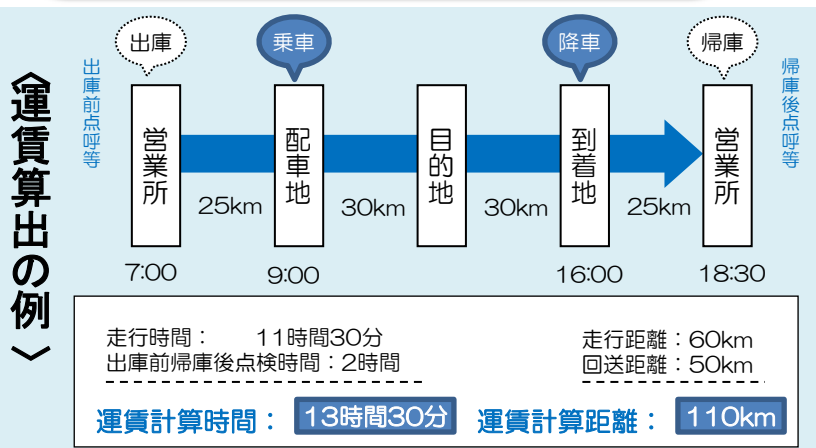 〈運賃算出の例〉
出庫
乗車
降車
帰庫
出庫前点呼等
営業所
配車地
目的地
到着地
営業所
帰庫後点呼等
25km
30km
30km
25km
7:00
9:00
16:00
18:30
走行時間： 11時間30分
出庫前帰庫後点検時間：2時間
走行距離：60km
回送距離：50km
運賃計算時間： 13時間30分
運賃計算距離： 110km